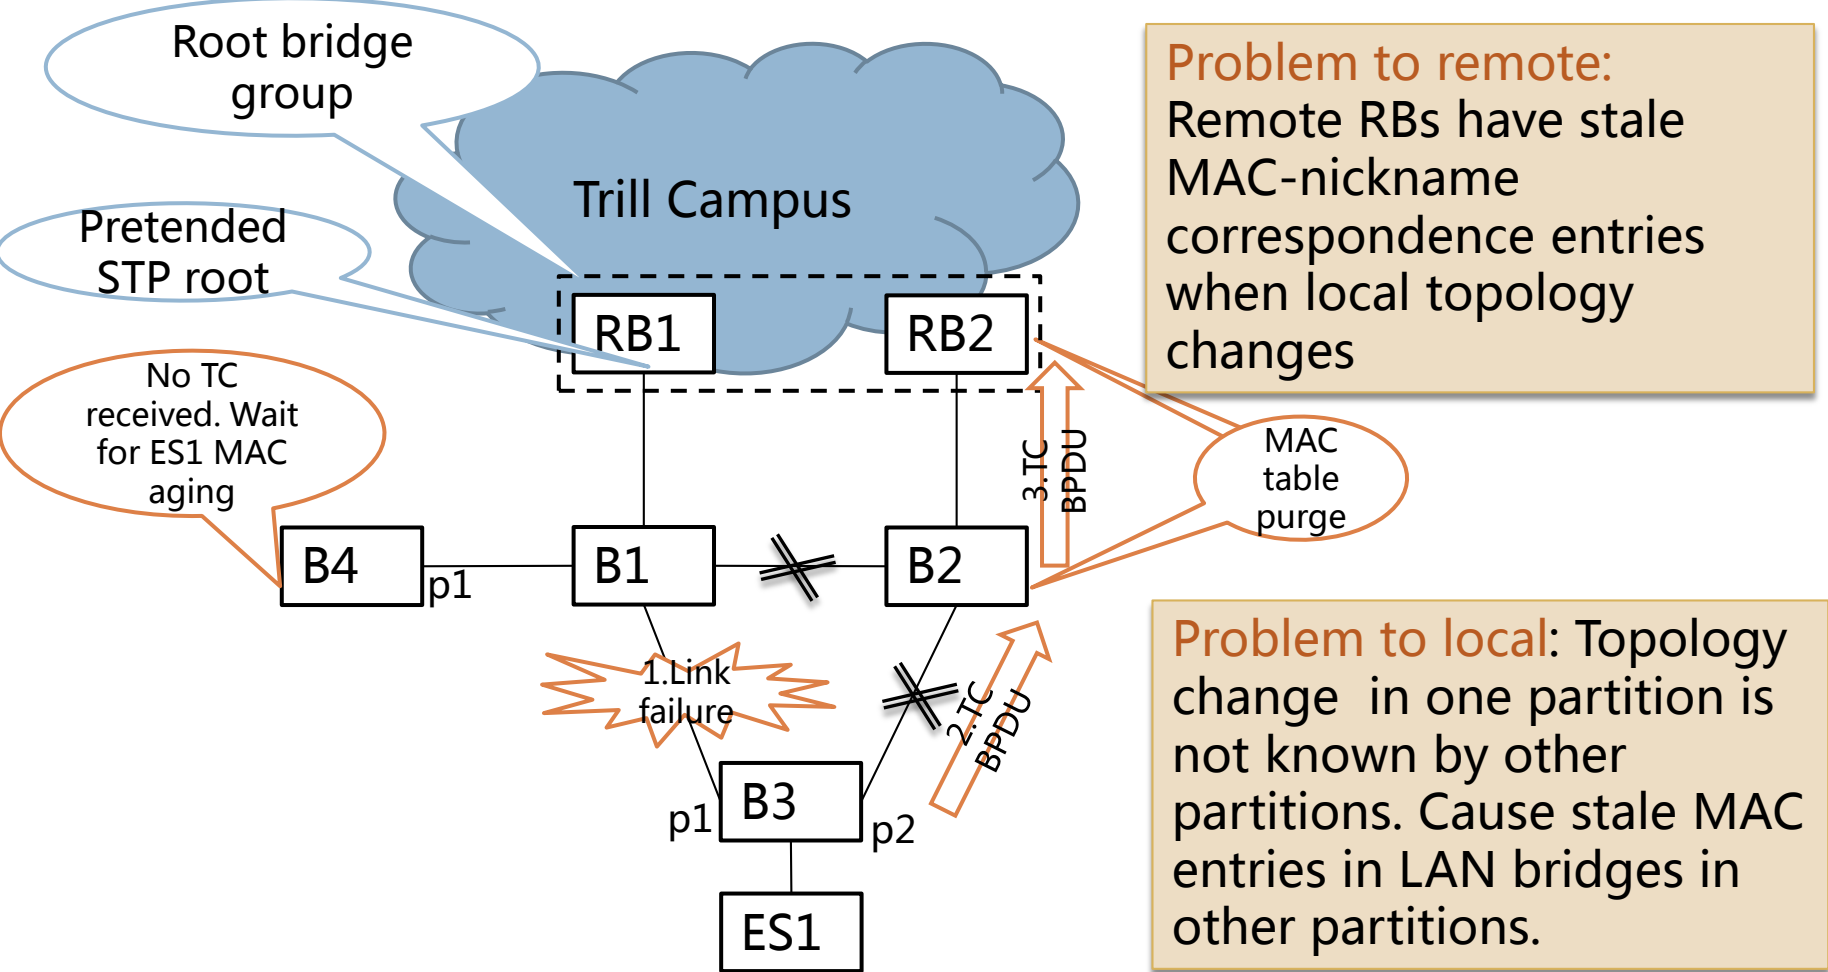 Root bridge
group
Trill Campus
Pretended
STP root
RB1
RB2
No TC
received. Wait
for ES1 MAC
aging
Problem to remote:
Remote RBs have stale
MAC-nickname
correspondence entries
when local topology
changes
3.TC
BPDU
MAC
table
purge
B4
p1
B1
B2
1.Link
failure
2.TC
BPDU
B3
p1
p2
ES1
Problem to local: Topology
change  in one partition is
not known by other
partitions. Cause stale MAC
entries in LAN bridges in
other partitions.